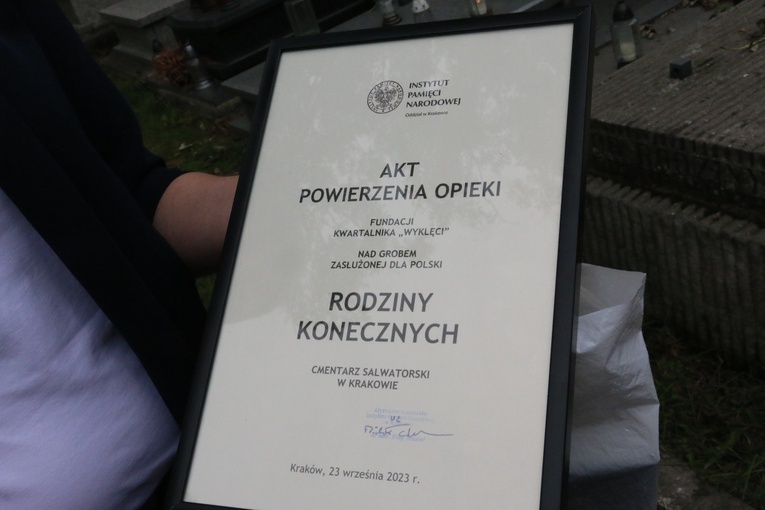 INSTYTUT
PAMIĘCI
NARODOWEJ
Oddział w Krakowie
AKT
POWIERZENIA OPIEKI
FUNDACJI
KWARTALNIKA „WYKLĘCI”
NAD GROBEM
ZASŁUŻONEJ DLA POLSKI
RODZINY
KONECZNYCH
CMENTARZ SALWATORSKI
W KRAKOWIE
Kraków, 23 września 2023 r.